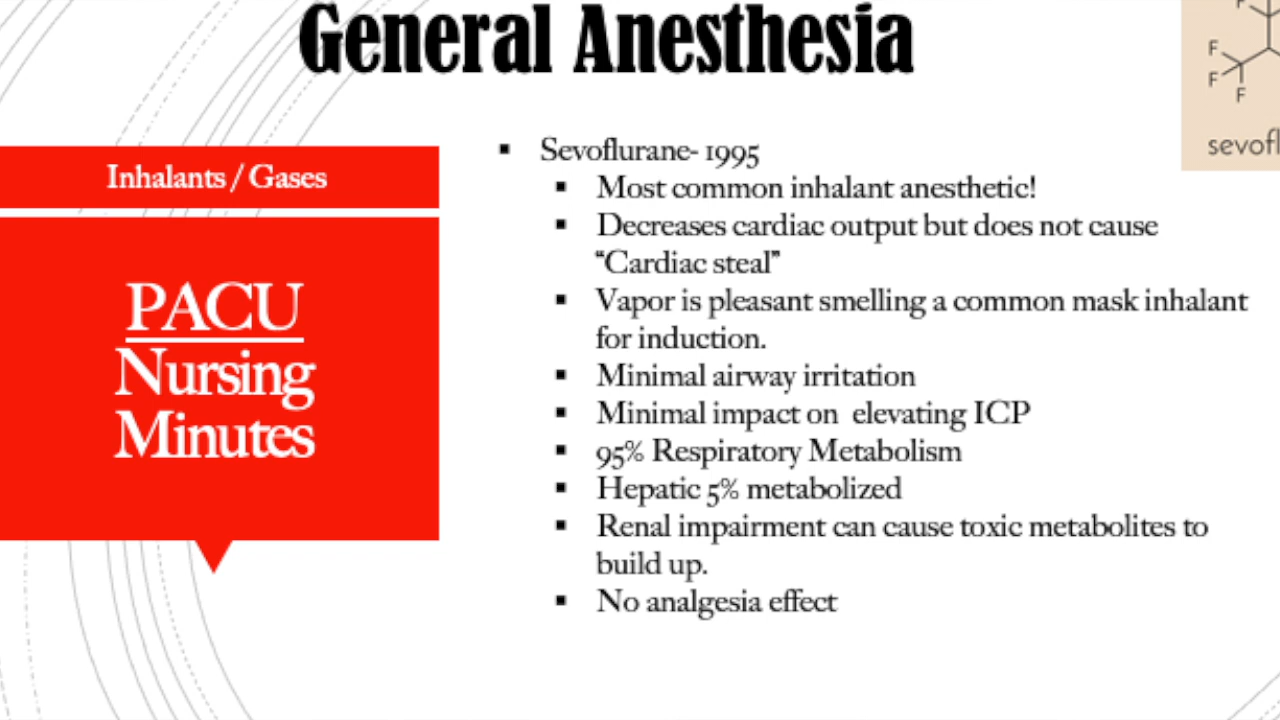 General Anesthesia
Inhalants / Gases
PACU
Nursing
Minutes
▪ Sevoflurane- 1995
▪ Most common inhalant anesthetic!
▪ Decreases cardiac output but does not cause
“Cardiac steal”
▪ Vapor is pleasant smelling a common mask inhalant
for induction.
▪ Minimal airway irritation
▪ Minimal impact on  elevating ICP
▪ 95% Respiratory Metabolism
▪ Hepatic 5% metabolized
▪ Renal impairment can cause toxic metabolites to
build up.
▪ No analgesia effect
F
F
F
F
sevofl